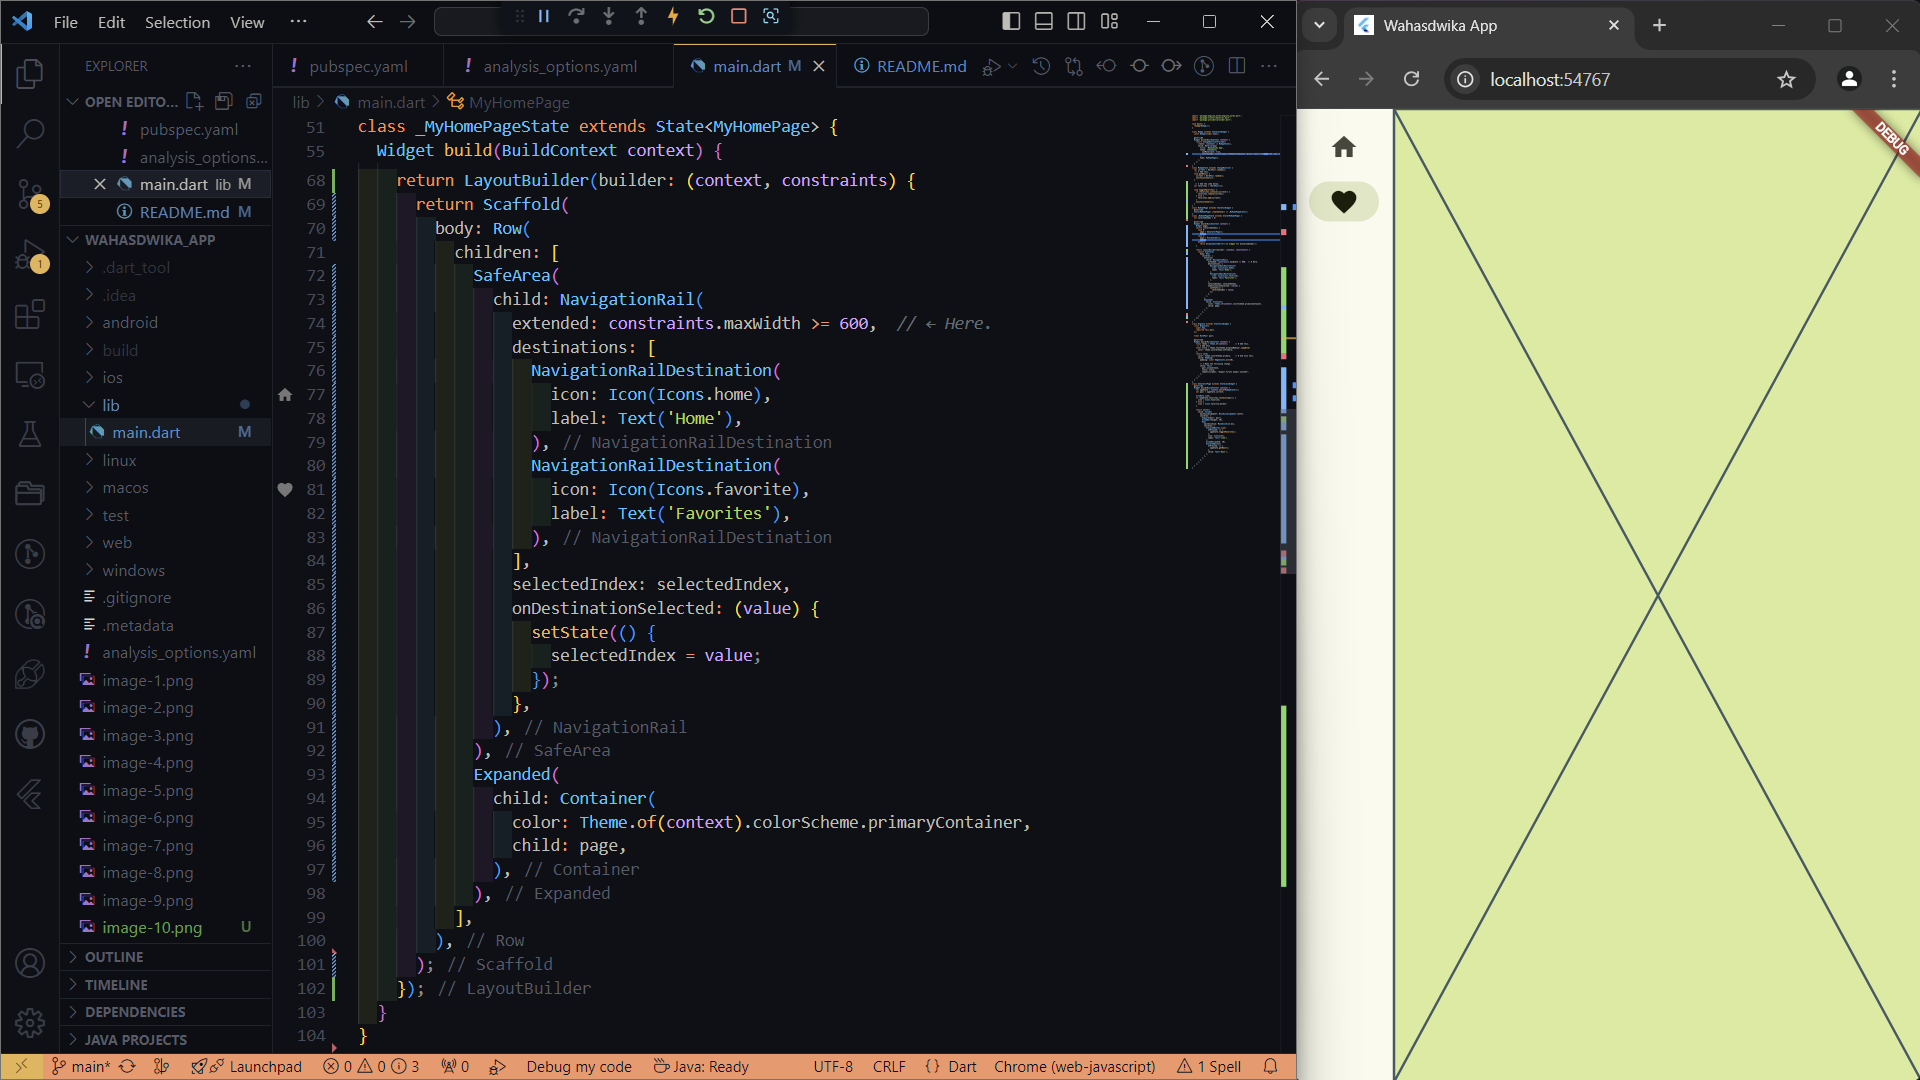 File Edit Selection View ···
EXPLORER
OPEN EDITO...
pubspec.yaml
analysis_options...
main.dart lib M
README.md M
WAHASDWIKA_APP
.dart_tool
.idea
android
build
ios
lib
main.dart M
linux
macos
test
web
windows
.gitignore
.metadata
analysis_options.yaml
image-1.png
image-2.png
image-3.png
image-4.png
image-5.png
image-6.png
image-7.png
image-8.png
image-9.png
image-10.png U
OUTLINE
TIMELINE
DEPENDENCIES
JAVA PROJECTS
5
1
pubspec.yaml analysis_options.yaml main.dart M README.md
lib > main.dart > MyHomePage
51 class _MyHomePageState extends State<MyHomePage> {
55 Widget build(BuildContext context) {
68 return LayoutBuilder(builder: (context, constraints) {
69 return Scaffold(
70 body: Row(
71 children: [
72 SafeArea(
73 child: NavigationRail(
74 extended: constraints.maxWidth >= 600, // ← Here.
75 destinations: [
76 NavigationRailDestination(
77 icon: Icon(Icons.home),
78 label: Text('Home'),
79 ), // NavigationRailDestination
80 NavigationRailDestination(
81 icon: Icon(Icons.favorite),
82 label: Text('Favorites'),
83 ), // NavigationRailDestination
84 ],
85 selectedIndex: selectedIndex,
86 onDestinationSelected: (value) {
87 setState(() {
88 selectedIndex = value;
89 });
90 },
91 ), // NavigationRail
92 ), // SafeArea
93 Expanded(
94 child: Container(
95 color: Theme.of(context).colorScheme.primaryContainer,
96 child: page,
97 ), // Container
98 ), // Expanded
99 ],
100 ), // Row
101 ); // Scaffold
102 }); // LayoutBuilder
103 }
104 }
main* Launchpad 0 0 3 0 Debug my code Java: Ready UTF-8 CRLF {} Dart Chrome (web-javascript) 1 Spell
Wahasdwika App
localhost:54767
DEBUG